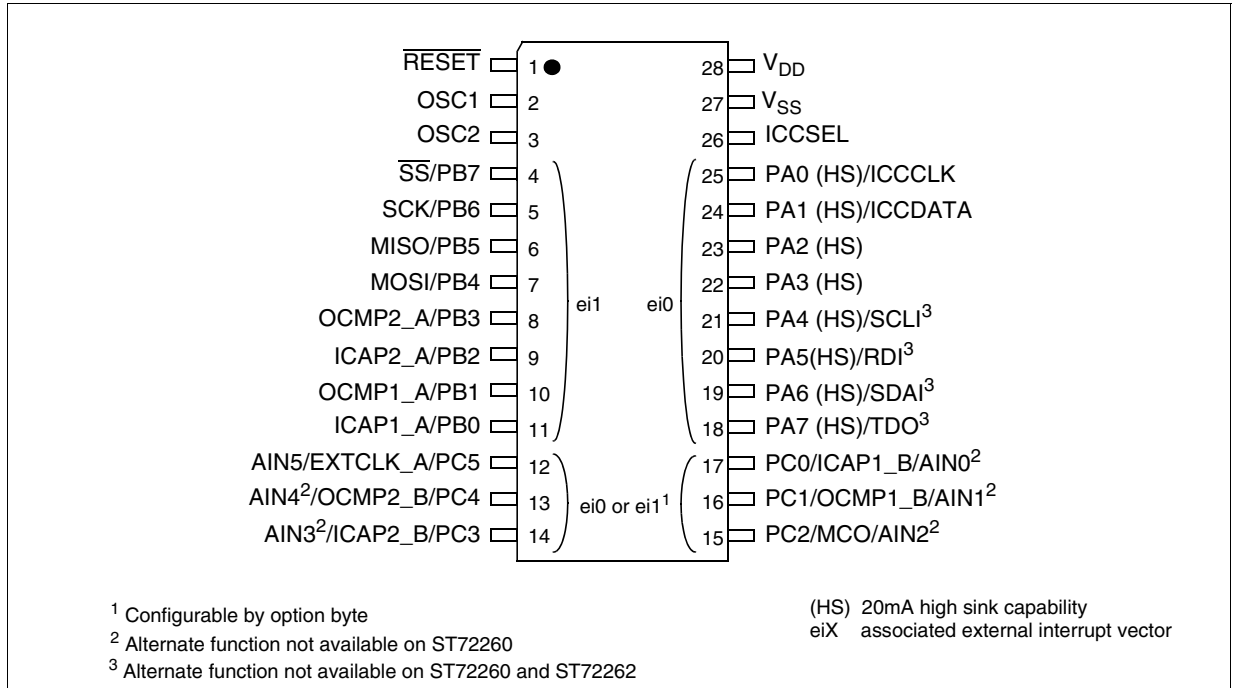 RESET 1 28 VDD
OSC1 2 27 VSS
OSC2 3 26 ICCSEL
SS/PB7 4 25 PA0 (HS)/ICCCLK
SCK/PB6 5 24 PA1 (HS)/ICCDATA
MISO/PB5 6 23 PA2 (HS)
MOSI/PB4 7 22 PA3 (HS)
ei1 ei0
OCMP2_A/PB3 8 21 PA4 (HS)/SCLI3
ICAP2_A/PB2 9 20 PA5(HS)/RDI3
OCMP1_A/PB1 10 19 PA6 (HS)/SDAI3
ICAP1_A/PB0 11 18 PA7 (HS)/TDO3
AIN5/EXTCLK_A/PC5 12 17 PC0/ICAP1_B/AIN02
AIN42/OCMP2_B/PC4 13 ei0 or ei11 16 PC1/OCMP1_B/AIN12
AIN32/ICAP2_B/PC3 14 15 PC2/MCO/AIN22
1 Configurable by option byte
2 Alternate function not available on ST72260
3 Alternate function not available on ST72260 and ST72262
(HS) 20mA high sink capability
eiX associated external interrupt vector